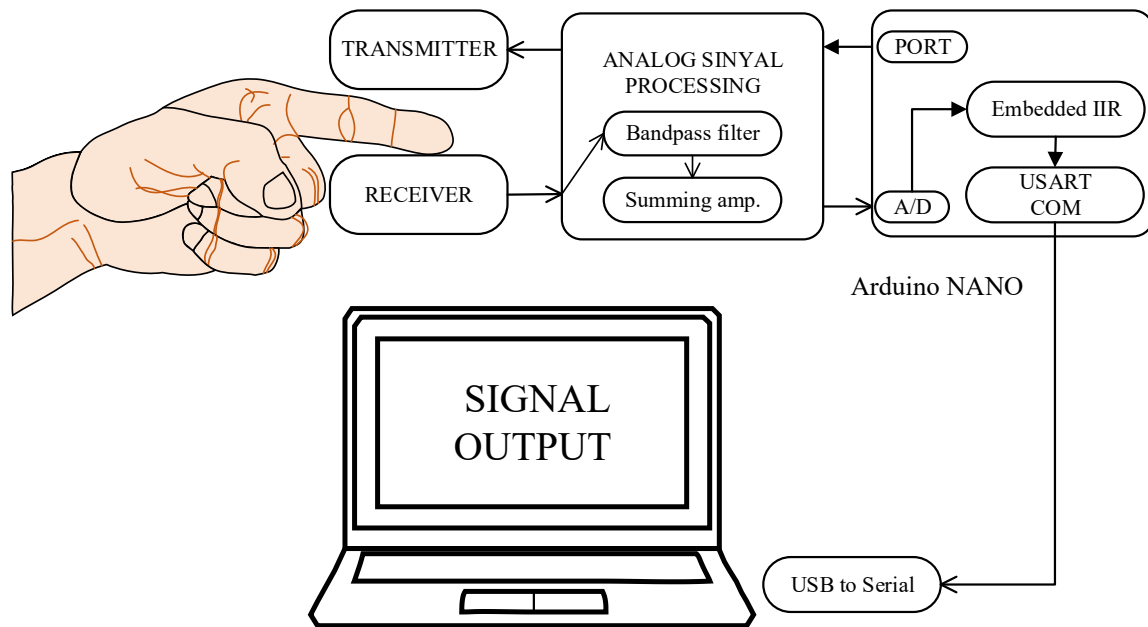 TRANSMITTER
RECEIVER
ANALOG SINYAL
PROCESSING
Bandpass filter
Summing amp.
PORT
Embedded IIR
A/D
USART
COM
Arduino NANO
SIGNAL
OUTPUT
USB to Serial